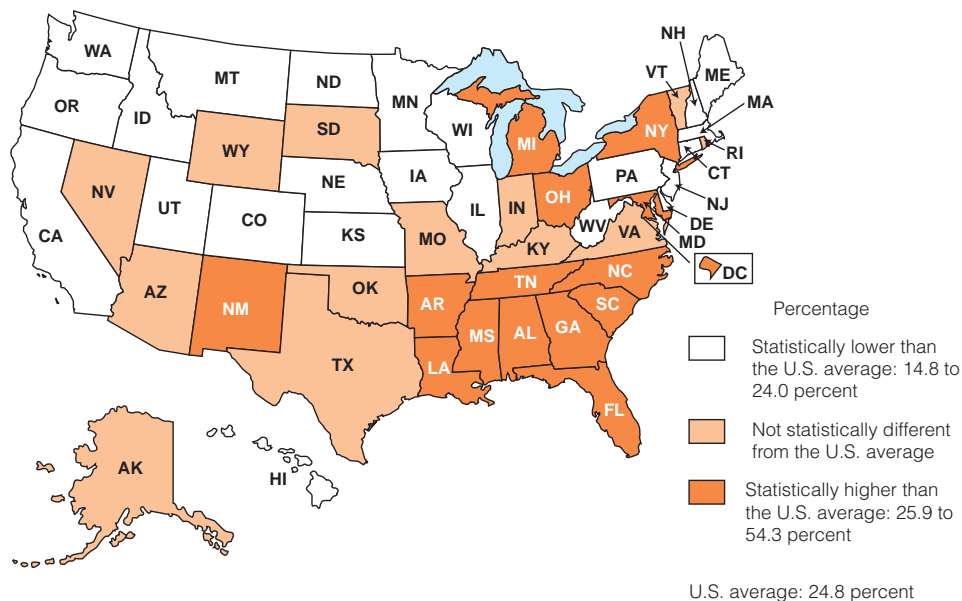 WA
MT
ND
MN
OR
ID
WY
SD
WI
MI
NY
NH
VT
ME
MA
RI
CT
NJ
DE
MD
DC
NV
UT
CO
NE
IA
IL
IN
OH
PA
WV
VA
CA
KS
MO
KY
AZ
NM
OK
AR
TN
NC
SC
TX
LA
MS
AL
GA
FL
AK
HI
Percentage
Statistically lower than
the U.S. average: 14.8 to
24.0 percent
Not statistically different
from the U.S. average
Statistically higher than
the U.S. average: 25.9 to
54.3 percent
U.S. average: 24.8 percent